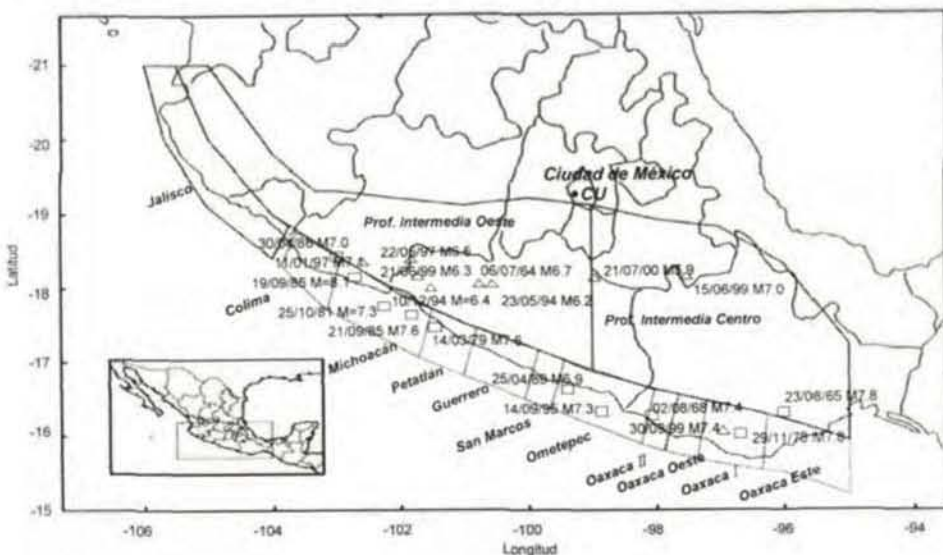 -21
-20
-19
-18
-17
-16
-15
Latitud
Ciudad de México
CU
Jalisco
Prof. Intermedia Oeste
30/04/86 M7.0
22/05/97 M6.5
11/01/97 M7.1
21/06/99 M6.3
06/07/64 M6.7
21/07/00 M5.9
19/09/85 M=8.1
15/06/99 M7.0
Colima
10/12/94 M=6.4
23/05/94 M6.2
25/10/81 M=7.3
Prof. Intermedia Centro
21/09/85 M7.6
14/03/79 M7.6
Michoacán
Petatlán
25/04/89 M6.9
23/08/65 M7.8
Guerrero
14/09/95 M7.3
02/08/68 M7.4
San Marcos
30/09/99 M7.4
29/11/78 M7.8
Ometepec
Oaxaca II
Oaxaca Oeste
Oaxaca I
Oaxaca Este
-106
-104
-102
-100
-98
-96
-94
Longitud